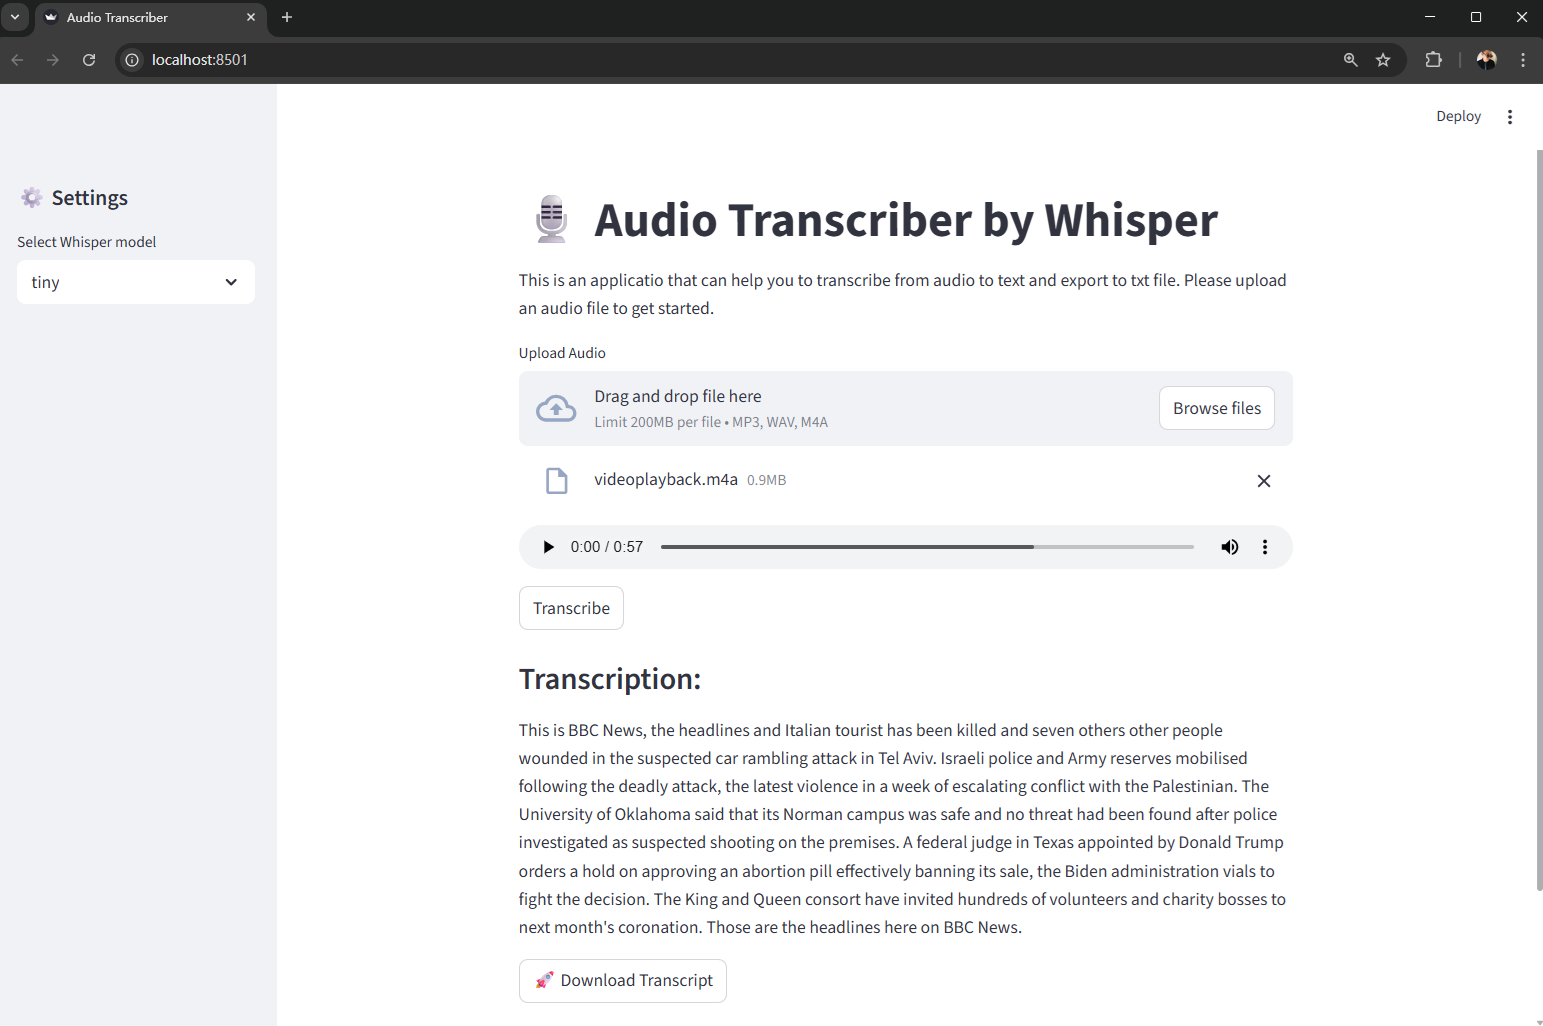 Audio Transcriber
localhost:8501
Deploy
Settings
Select Whisper model
tiny
Audio Transcriber by Whisper
This is an applicatio that can help you to transcribe from audio to text and export to txt file. Please upload
an audio file to get started.
Upload Audio
Drag and drop file here
Limit 200MB per file • MP3, WAV, M4A
Browse files
videoplayback.m4a 0.9MB
0:00 / 0:57
Transcribe
Transcription:
This is BBC News, the headlines and Italian tourist has been killed and seven others other people
wounded in the suspected car rambling attack in Tel Aviv. Israeli police and Army reserves mobilised
following the deadly attack, the latest violence in a week of escalating conflict with the Palestinian. The
University of Oklahoma said that its Norman campus was safe and no threat had been found after police
investigated as suspected shooting on the premises. A federal judge in Texas appointed by Donald Trump
orders a hold on approving an abortion pill effectively banning its sale, the Biden administration vials to
fight the decision. The King and Queen consort have invited hundreds of volunteers and charity bosses to
next month's coronation. Those are the headlines here on BBC News.
Download Transcript